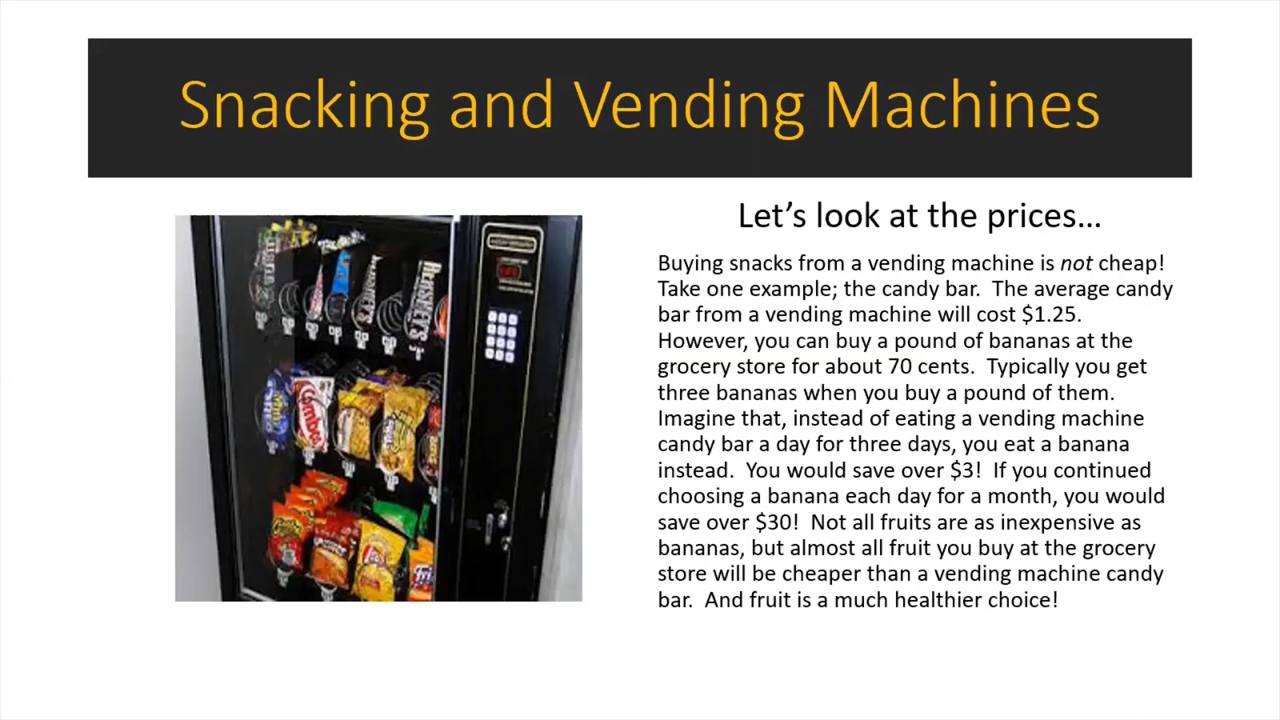 Snacking and Vending Machines
Let’s look at the prices…
Buying snacks from a vending machine is not cheap!
Take one example; the candy bar.  The average candy
bar from a vending machine will cost $1.25.
However, you can buy a pound of bananas at the
grocery store for about 70 cents.  Typically you get
three bananas when you buy a pound of them.
Imagine that, instead of eating a vending machine
candy bar a day for three days, you eat a banana
instead.  You would save over $3!  If you continued
choosing a banana each day for a month, you would
save over $30!  Not all fruits are as inexpensive as
bananas, but almost all fruit you buy at the grocery
store will be cheaper than a vending machine candy
bar.  And fruit is a much healthier choice!
HERSHEY'S
Combos